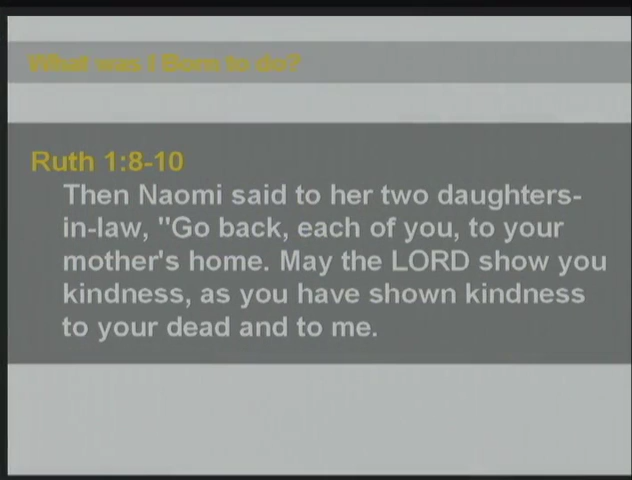 What was I Born to do?
Ruth 1:8-10
Then Naomi said to her two daughters-
in-law, "Go back, each of you, to your
mother's home. May the LORD show you
kindness, as you have shown kindness
to your dead and to me.